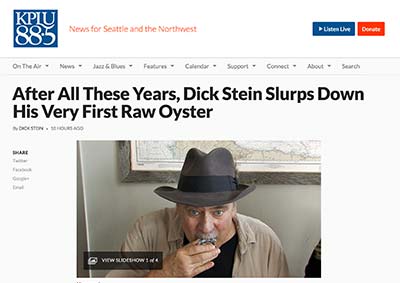 KPLU
88.5
News for Seattle and the Northwest
Listen Live
Donate
On The Air
News
Jazz & Blues
Features
Calendar
Support
Connect
About
Search
After All These Years, Dick Stein Slurps Down
His Very First Raw Oyster
By DICK STEIN • 10 HOURS AGO
SHARE
Twitter
Facebook
Google+
Email
VIEW SLIDESHOW 1 of 4